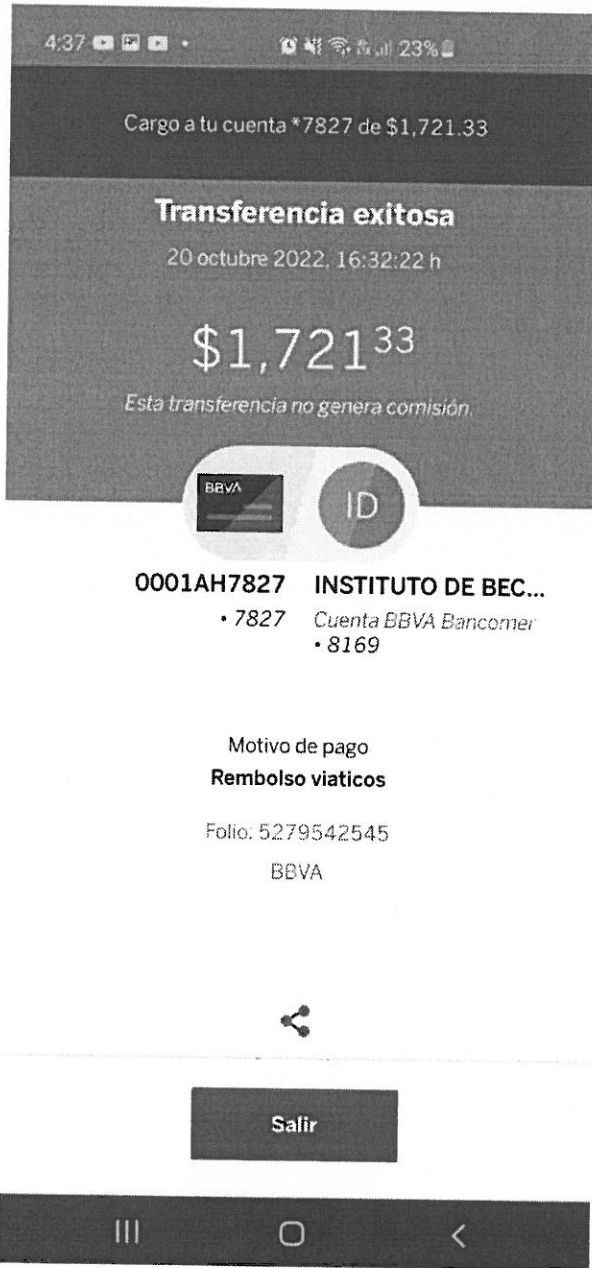 4:37
23%
Cargo a tu cuenta *7827 de $1,721.33
Transferencia exitosa
20 octubre 2022, 16:32:22 h
$1,721 33
Esta transferencia no genera comisión.
BBVA
ID
0001AH7827 INSTITUTO DE BEC...
• 7827 Cuenta BBVA Bancomer
• 8169
Motivo de pago
Rembolso viaticos
Folio: 5279542545
BBVA
Salir